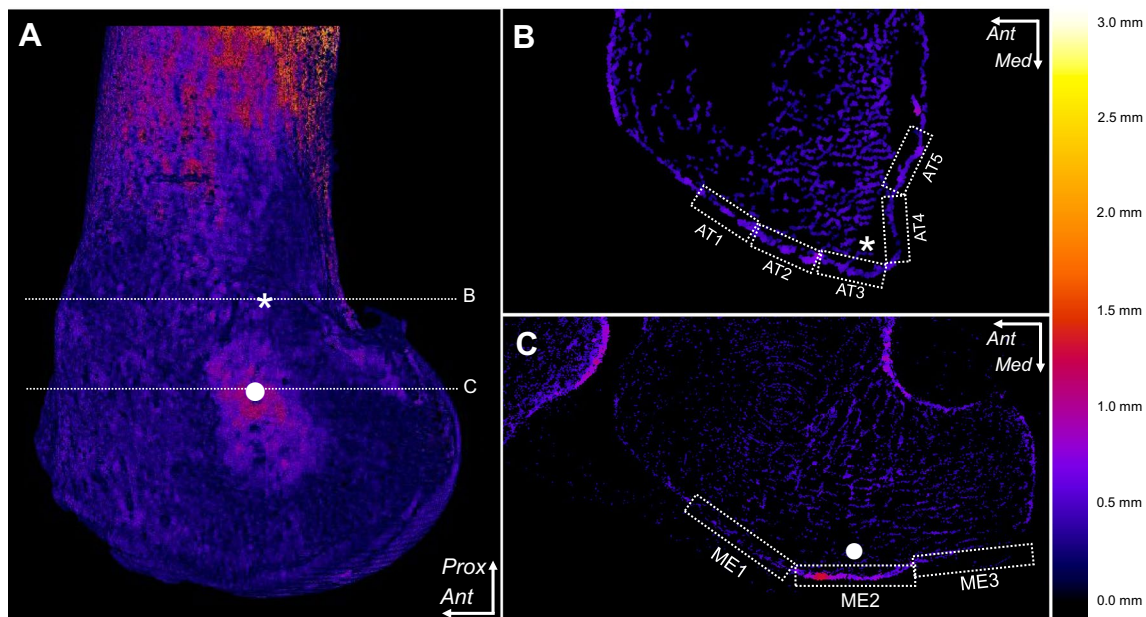 A
*
B
C
Prox
Ant
B
Ant
Med
AT1
AT2
AT3
AT4
AT5
*
C
Ant
Med
ME1
ME2
ME3
3.0 mm
2.5 mm
2.0 mm
1.5 mm
1.0 mm
0.5 mm
0.0 mm